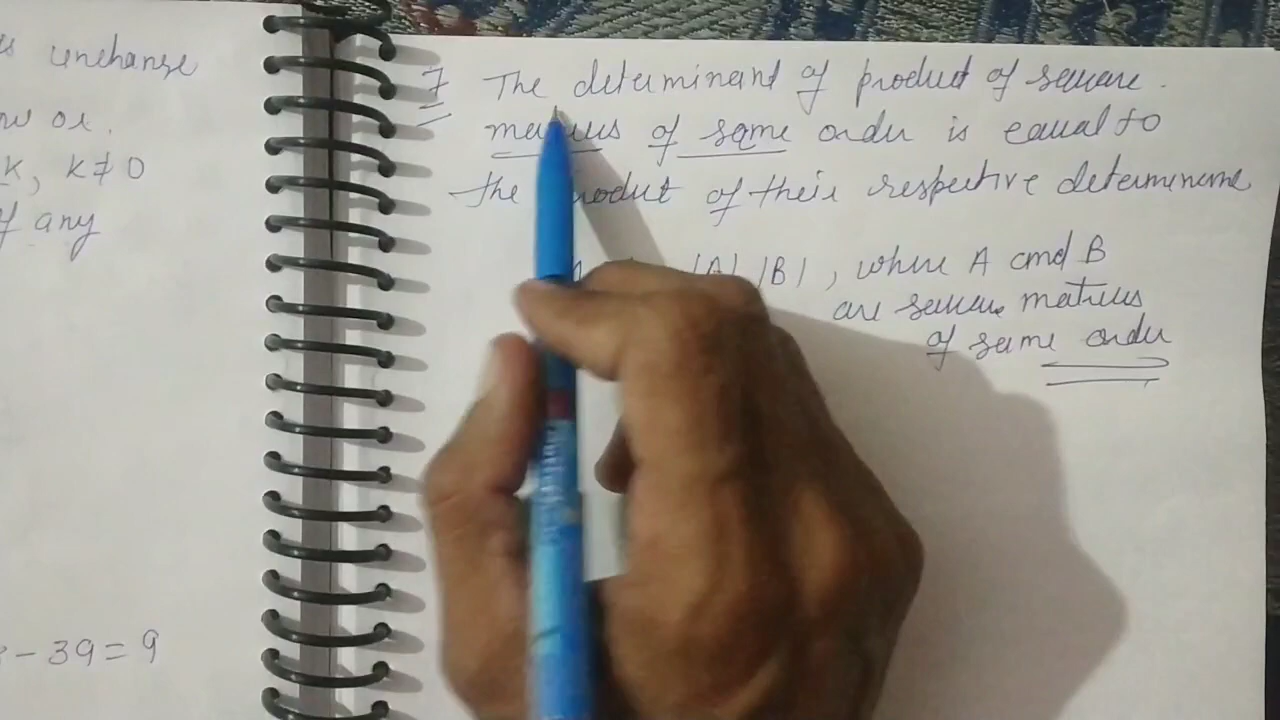 unchange
or
k, k ≠ 0
any
- 39 = 9
7 The determinant of product of square
matrices of same order is equal to
the product of their respective
|A| |B|, where A and B
are square matrices
of same order